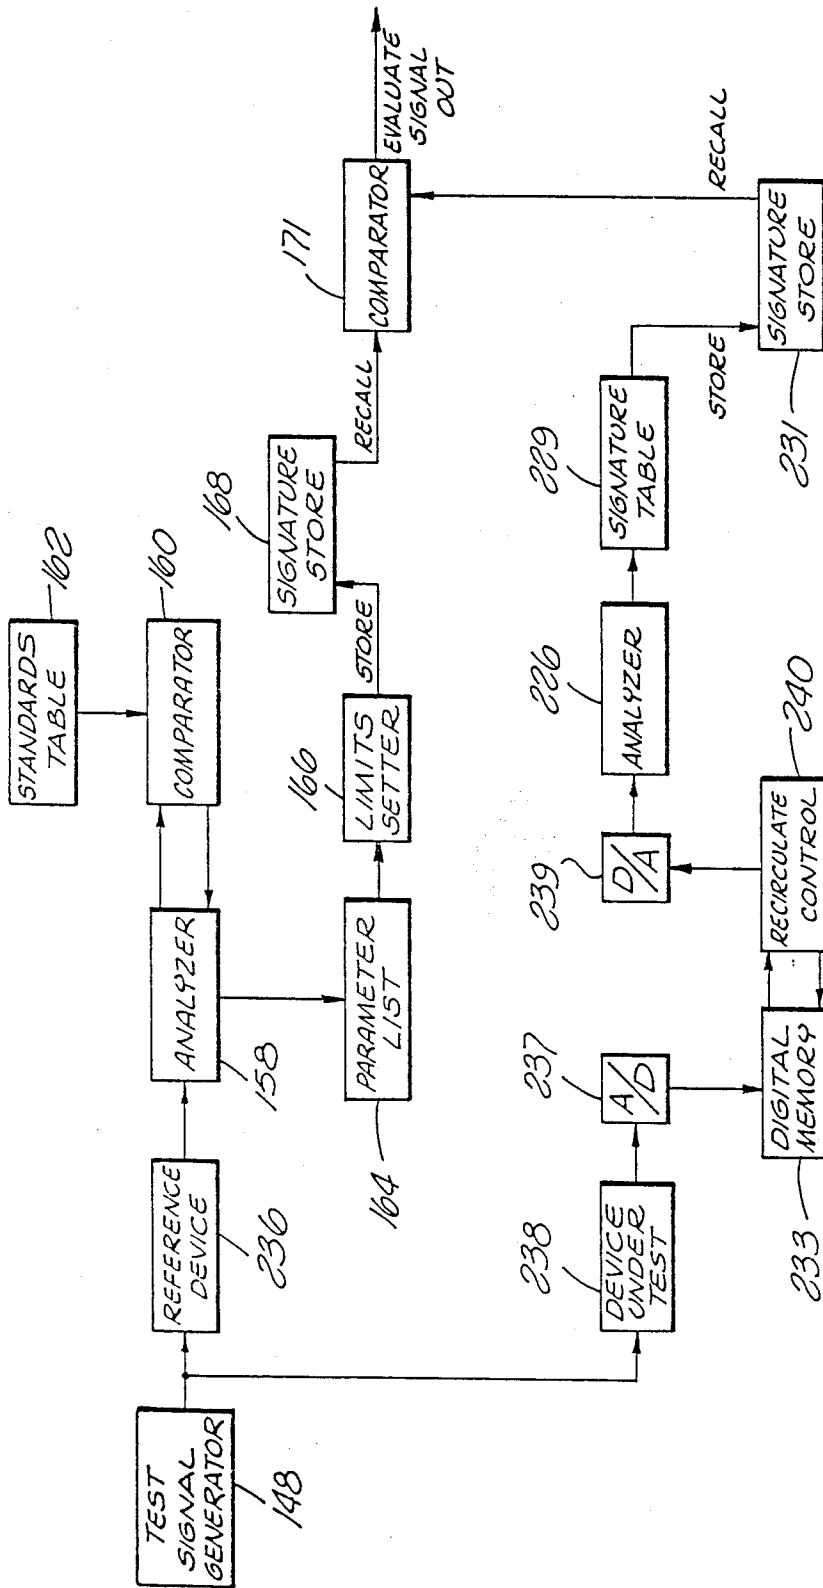 TEST
SIGNAL
GENERATOR
148
REFERENCE
DEVICE
236
ANALYZER
158
STANDARDS
TABLE
162
COMPARATOR
160
PARAMETER
LIST
164
LIMITS
SETTER
166
STORE
SIGNATURE
STORE
168
RECALL
COMPARATOR
171
EVALUATE
SIGNAL
OUT
DEVICE
UNDER
TEST
238
A/D
237
DIGITAL
MEMORY
233
RECIRCULATE
CONTROL
240
D/A
239
ANALYZER
226
SIGNATURE
TABLE
229
STORE
SIGNATURE
STORE
231
RECALL